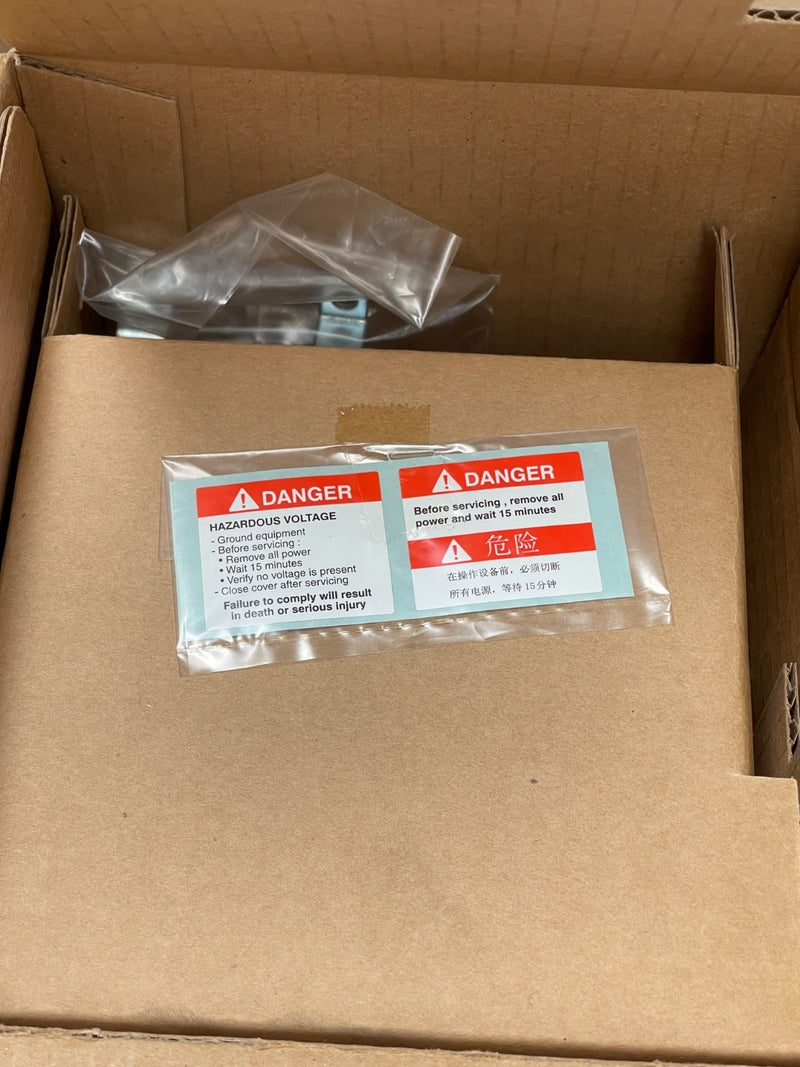 DANGER
HAZARDOUS VOLTAGE
- Ground equipment
- Before servicing :
• Remove all power
• Wait 15 minutes
• Verify no voltage is present
- Close cover after servicing
Failure to comply will result
in death or serious injury
DANGER
Before servicing , remove all
power and wait 15 minutes
危险
在操作设备前，必须切断
所有电源，等待 15 分钟